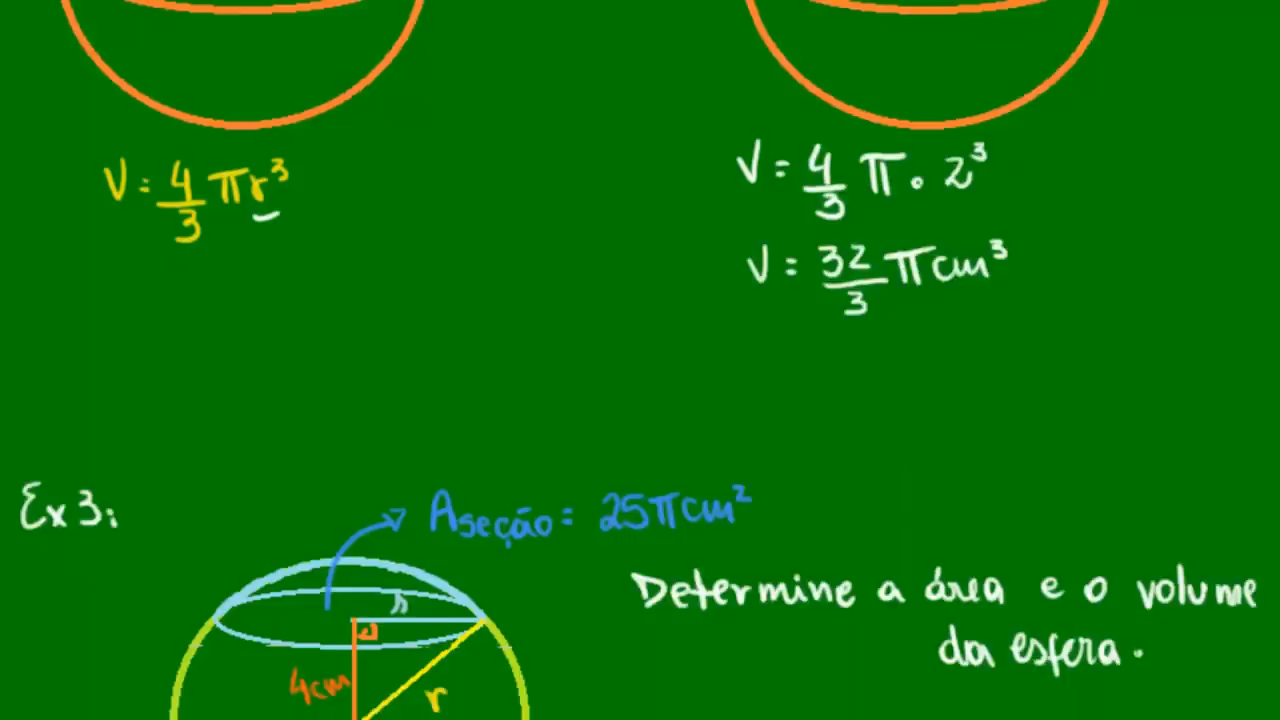 V = 4/3 πr³
V = 4/3 π . 2³
V = 32/3 π cm³
Ex 3:
Aseção = 25π cm²
s
Determine a área e o volume
da esfera.
4cm
r